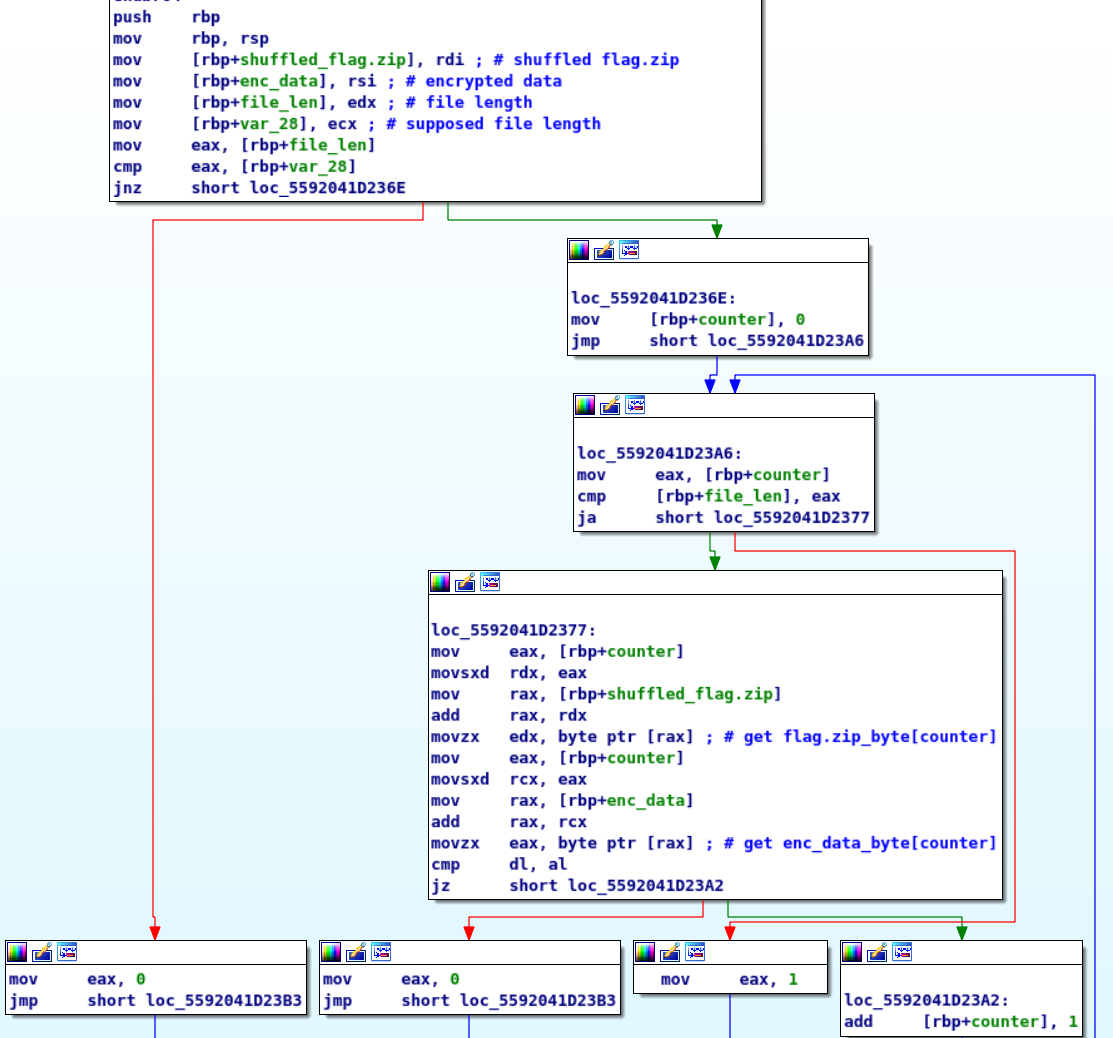 push rbp
mov rbp, rsp
mov [rbp+shuffled_flag.zip], rdi ; # shuffled flag.zip
mov [rbp+enc_data], rsi ; # encrypted data
mov [rbp+file_len], edx ; # file length
mov [rbp+var_28], ecx ; # supposed file length
mov eax, [rbp+file_len]
cmp eax, [rbp+var_28]
jnz short loc_5592041D236E
loc_5592041D236E:
mov [rbp+counter], 0
jmp short loc_5592041D23A6
loc_5592041D23A6:
mov eax, [rbp+counter]
cmp [rbp+file_len], eax
ja short loc_5592041D2377
loc_5592041D2377:
mov eax, [rbp+counter]
movsxd rdx, eax
mov rax, [rbp+shuffled_flag.zip]
add rax, rdx
movzx edx, byte ptr [rax] ; # get flag.zip_byte[counter]
mov eax, [rbp+counter]
movsxd rcx, eax
mov rax, [rbp+enc_data]
add rax, rcx
movzx eax, byte ptr [rax] ; # get enc_data_byte[counter]
cmp dl, al
jz short loc_5592041D23A2
mov eax, 0
jmp short loc_5592041D23B3
mov eax, 0
jmp short loc_5592041D23B3
mov eax, 1
loc_5592041D23A2:
add [rbp+counter], 1